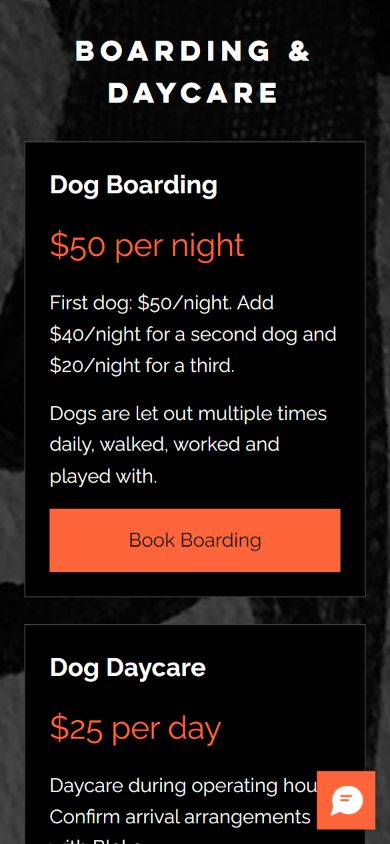 BOARDING &
DAYCARE
Dog Boarding
$50 per night
First dog: $50/night. Add
$40/night for a second dog and
$20/night for a third.
Dogs are let out multiple times
daily, walked, worked and
played with.
Book Boarding
Dog Daycare
$25 per day
Daycare during operating
Confirm arrival arrangements
with